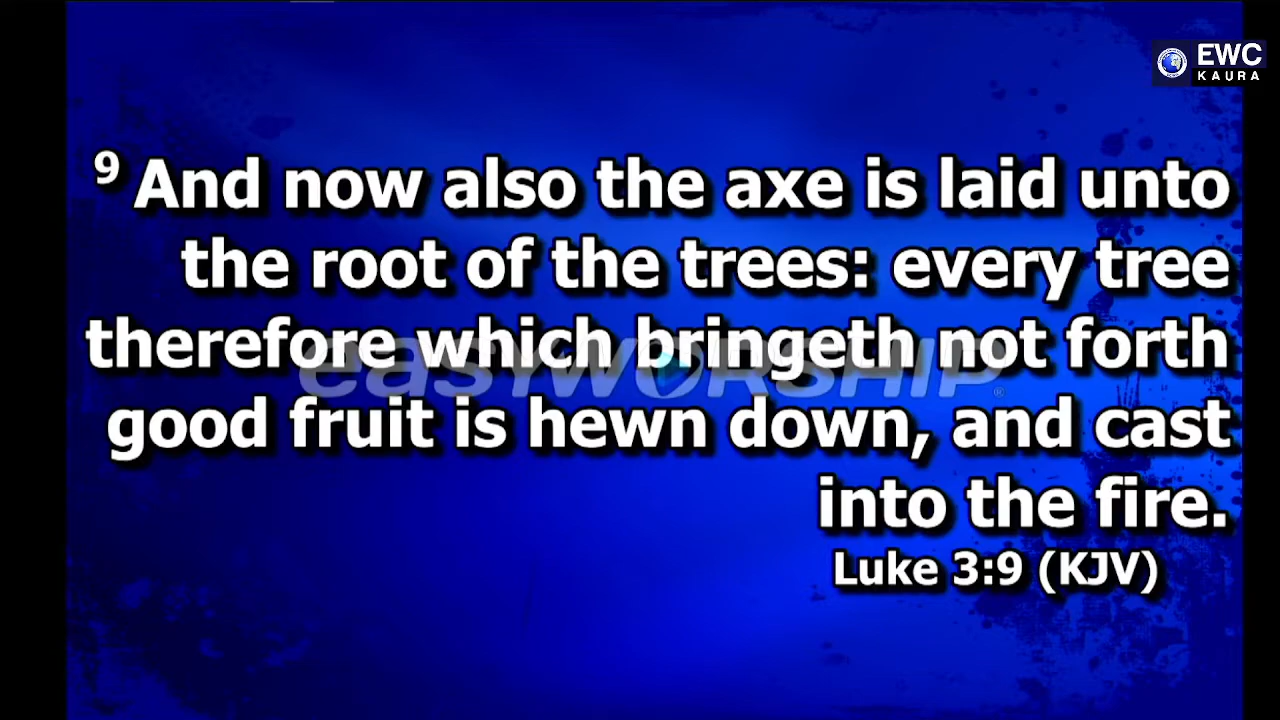 EWC
KAURA
9 And now also the axe is laid unto
the root of the trees: every tree
therefore which bringeth not forth
easyworship®
good fruit is hewn down, and cast
into the fire.
Luke 3:9 (KJV)